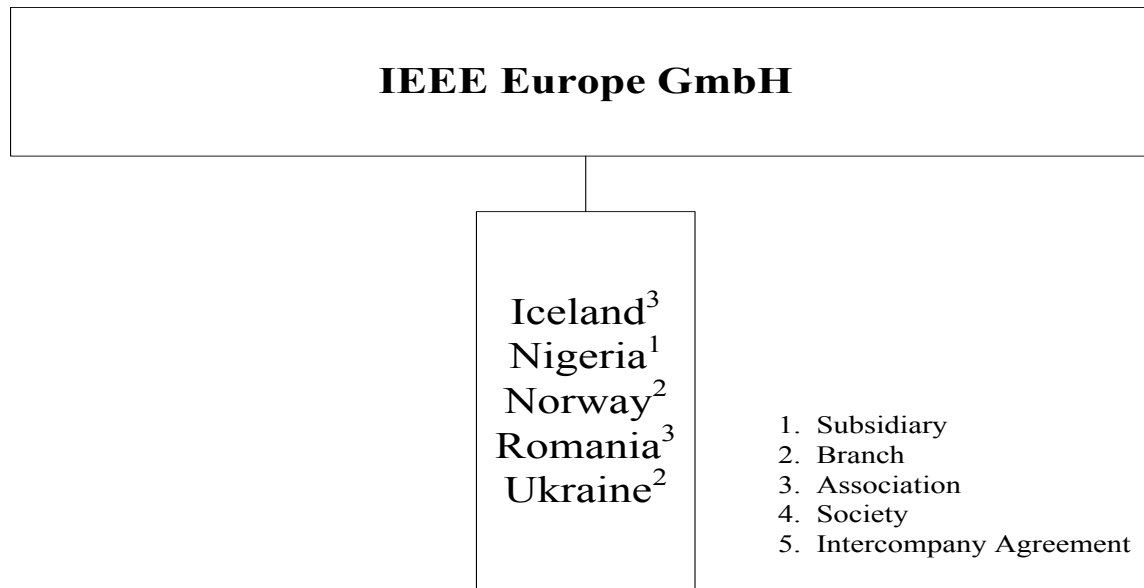 IEEE Europe GmbH
Iceland³
Nigeria¹
Norway²
Romania³
Ukraine²
1. Subsidiary
2. Branch
3. Association
4. Society
5. Intercompany Agreement